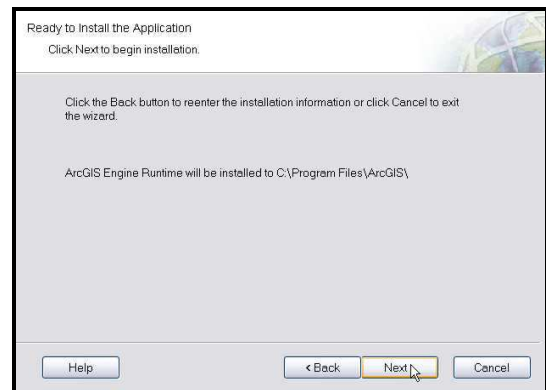 Ready to Install the Application
Click Next to begin installation.
Click the Back button to reenter the installation information or click Cancel to exit
the wizard.
ArcGIS Engine Runtime will be installed to C:\Program Files\ArcGIS\
Help
< Back
Next >
Cancel